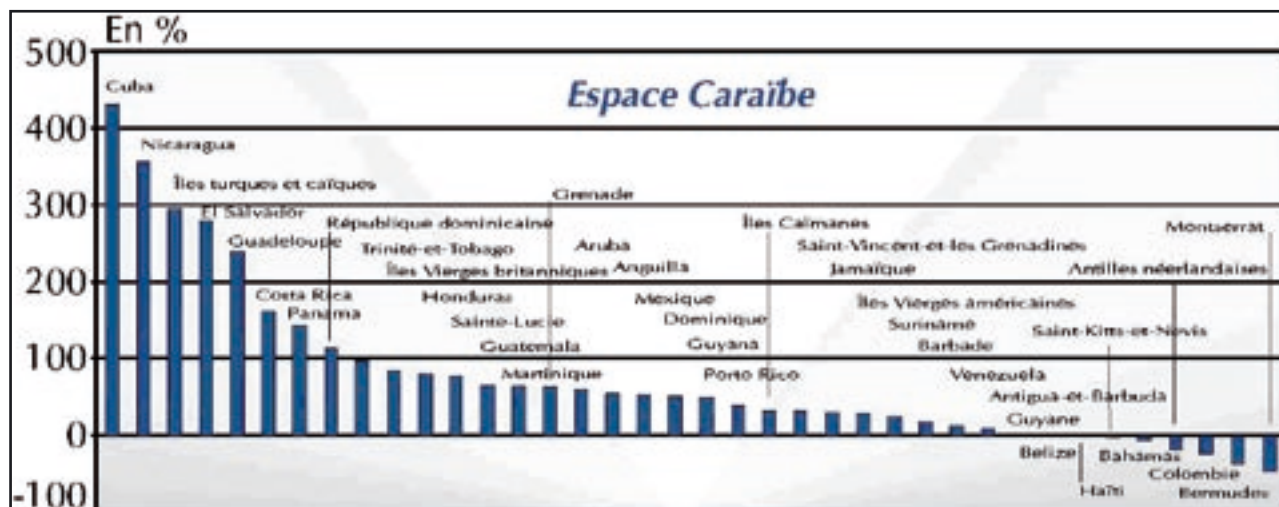 En %
500
Cuba
Espace Caraïbe
400
Nicaragua
Îles turques et caïques
Grenade
300
El Salvador
République dominicaine
Îles Caïmanes
Montserrat
Guadeloupe
Trinité-et-Tobago
Aruba
Saint-Vincent-et-les Grenadines
Îles Vierges britanniques
Anguilla
Jamaïque
Antilles néerlandaises
200
Costa Rica
Honduras
Mexique
Îles Vierges américaines
Panama
Sainte-Lucie
Dominique
Suriname
Saint-Kitts-et-Nevis
Guatemala
Guyana
Barbade
100
Martinique
Porto Rico
Venezuela
Antigua-et-Barbuda
Guyane
0
Belize
Bahamas
Colombie
Haïti
Bermudes
-100